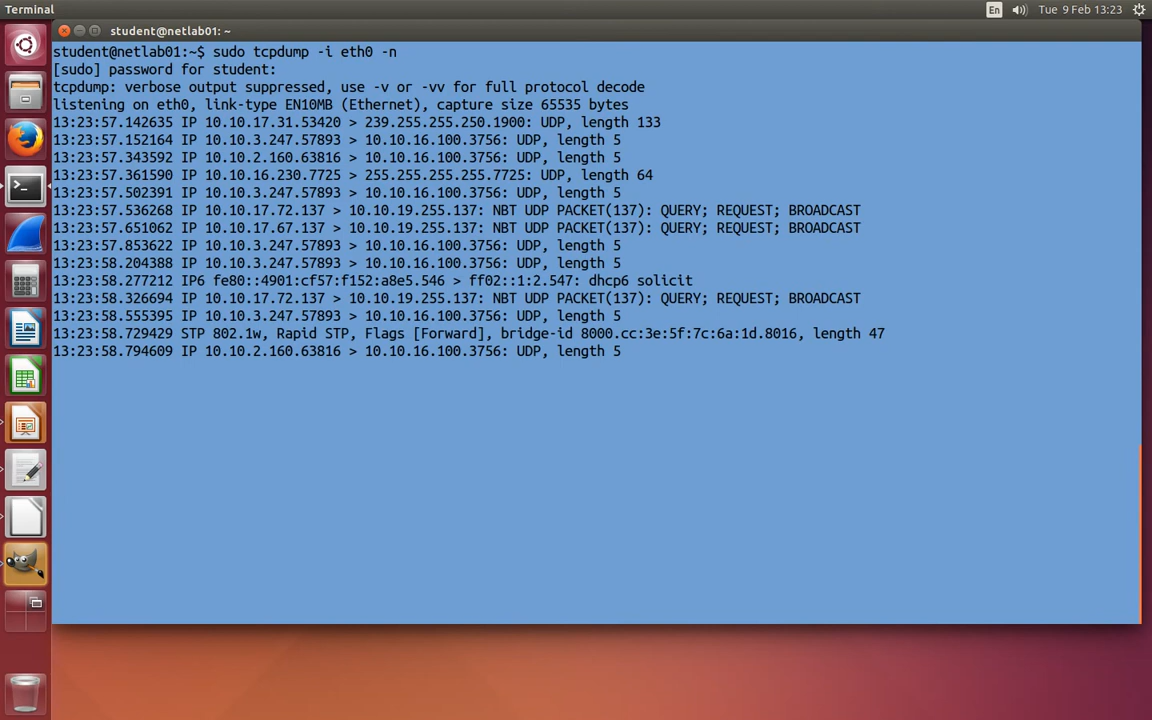 Terminal
En
Tue 9 Feb 13:23
student@netlab01: ~
student@netlab01:~$ sudo tcpdump -i eth0 -n
[sudo] password for student:
tcpdump: verbose output suppressed, use -v or -vv for full protocol decode
listening on eth0, link-type EN10MB (Ethernet), capture size 65535 bytes
13:23:57.142635 IP 10.10.17.31.53420 > 239.255.255.250.1900: UDP, length 133
13:23:57.152164 IP 10.10.3.247.57893 > 10.10.16.100.3756: UDP, length 5
13:23:57.343592 IP 10.10.2.160.63816 > 10.10.16.100.3756: UDP, length 5
13:23:57.361590 IP 10.10.16.230.7725 > 255.255.255.255.7725: UDP, length 64
13:23:57.502391 IP 10.10.3.247.57893 > 10.10.16.100.3756: UDP, length 5
13:23:57.536268 IP 10.10.17.72.137 > 10.10.19.255.137: NBT UDP PACKET(137): QUERY; REQUEST; BROADCAST
13:23:57.651062 IP 10.10.17.67.137 > 10.10.19.255.137: NBT UDP PACKET(137): QUERY; REQUEST; BROADCAST
13:23:57.853622 IP 10.10.3.247.57893 > 10.10.16.100.3756: UDP, length 5
13:23:58.204388 IP 10.10.3.247.57893 > 10.10.16.100.3756: UDP, length 5
13:23:58.277212 IP6 fe80::4901:cf57:f152:a8e5.546 > ff02::1:2.547: dhcp6 solicit
13:23:58.326694 IP 10.10.17.72.137 > 10.10.19.255.137: NBT UDP PACKET(137): QUERY; REQUEST; BROADCAST
13:23:58.555395 IP 10.10.3.247.57893 > 10.10.16.100.3756: UDP, length 5
13:23:58.729429 STP 802.1w, Rapid STP, Flags [Forward], bridge-id 8000.cc:3e:5f:7c:6a:1d.8016, length 47
13:23:58.794609 IP 10.10.2.160.63816 > 10.10.16.100.3756: UDP, length 5